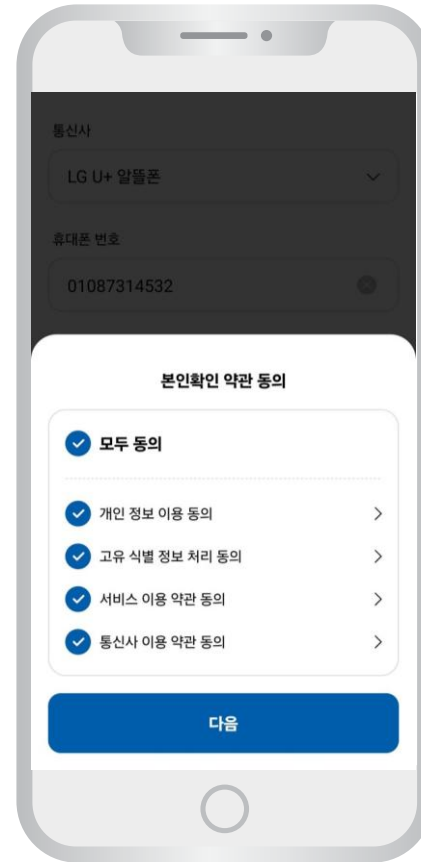 통신사
LG U+ 알뜰폰
휴대폰 번호
01087314532
본인확인 약관 동의
모두 동의
개인 정보 이용 동의
고유 식별 정보 처리 동의
서비스 이용 약관 동의
통신사 이용 약관 동의
다음